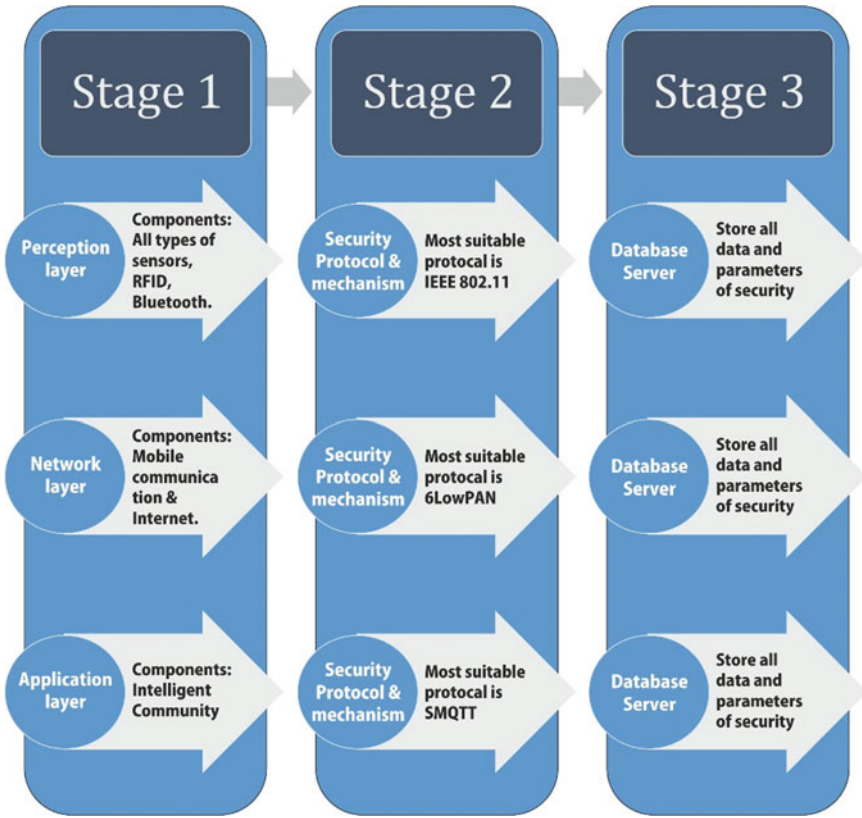 Stage 1
Perception
layer
Components:
All types of
sensors,
RFID,
Bluetooth.
Network
layer
Components:
Mobile
communica
tion &
Internet.
Application
layer
Components:
Intelligent
Community
Stage 2
Security
Protocol &
mechanism
Most suitable
protocal is
IEEE 802.11
Security
Protocol &
mechanism
Most suitable
protocal is
6LowPAN
Security
Protocol &
mechanism
Most suitable
protocal is
SMQTT
Stage 3
Database
Server
Store all
data and
parameters
of security
Database
Server
Store all
data and
parameters
of security
Database
Server
Store all
data and
parameters
of security